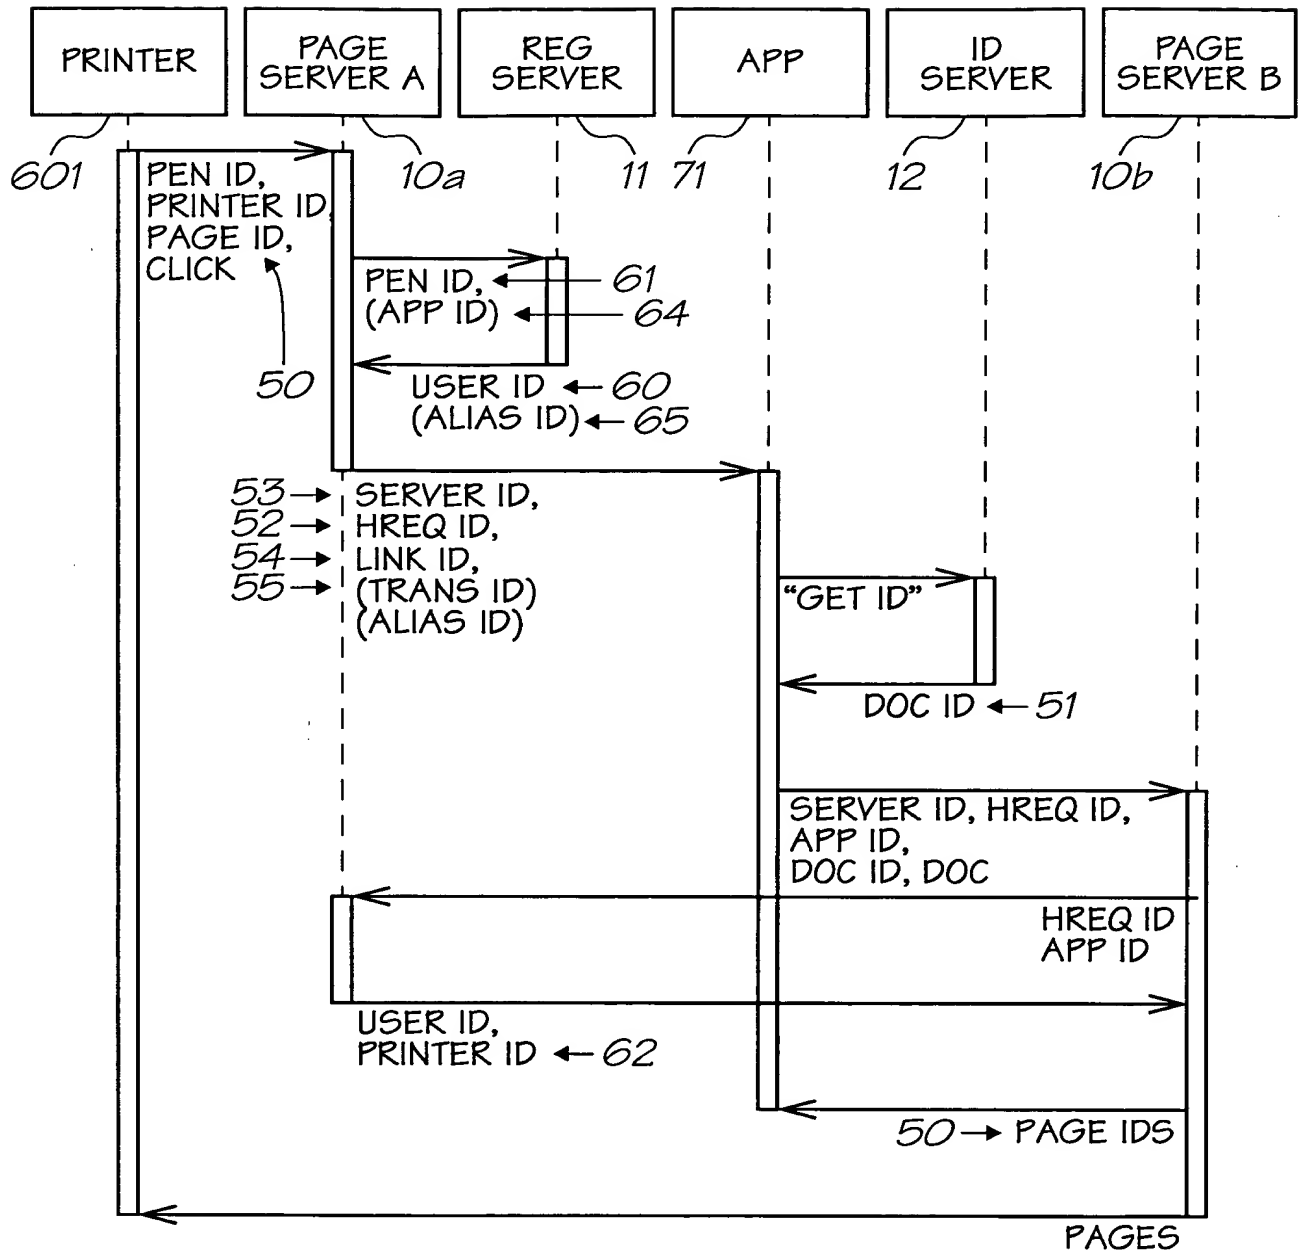 PRINTER
PAGE
SERVER A
REG
SERVER
APP
ID
SERVER
PAGE
SERVER B
601
10a
11
71
12
10b
PEN ID,
PRINTER ID
PAGE ID,
CLICK
50
PEN ID,
61
(APP ID)
64
USER ID
60
(ALIAS ID)
65
53
SERVER ID,
52
HREQ ID,
54
LINK ID,
55
(TRANS ID)
(ALIAS ID)
“GET ID”
DOC ID
51
SERVER ID, HREQ ID,
APP ID,
DOC ID, DOC
HREQ ID
APP ID
USER ID,
PRINTER ID
62
50
PAGE IDS
PAGES